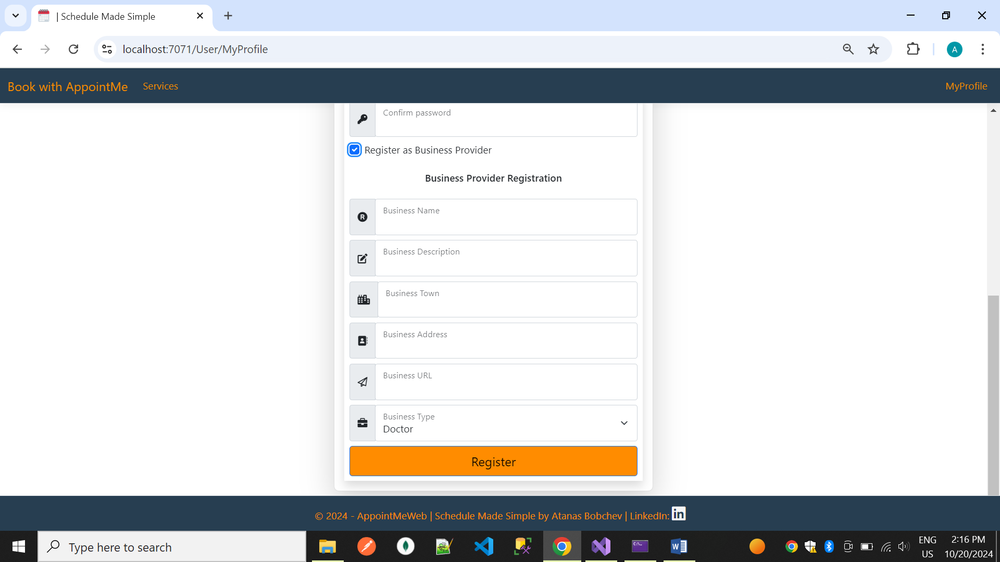 | Schedule Made Simple
localhost:7071/User/MyProfile
A
Book with AppointMe
Services
MyProfile
Confirm password
Register as Business Provider
Business Provider Registration
R
Business Name
Business Description
Business Town
Business Address
Business URL
Business Type
Doctor
Register
© 2024 - AppointMeWeb | Schedule Made Simple by Atanas Bobchev | LinkedIn: in
Type here to search
C:\_
W
ENG
US
2:16 PM
10/20/2024